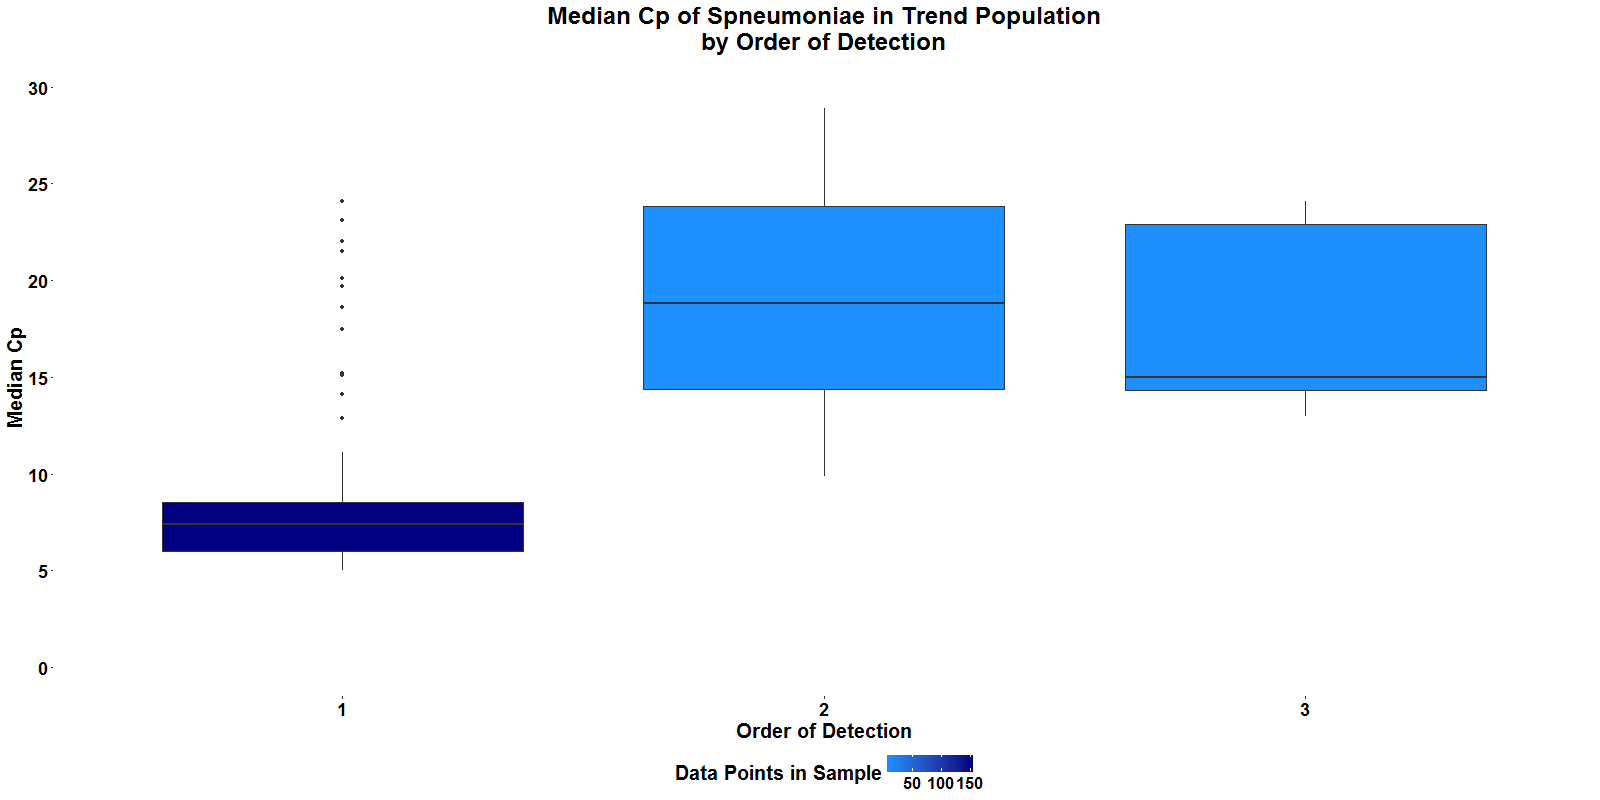 Median Cp of Spneumoniae in Trend Population
by Order of Detection
30
25
20
15
10
5
0
Median Cp
1 2 3
Order of Detection
Data Points in Sample
50 100 150